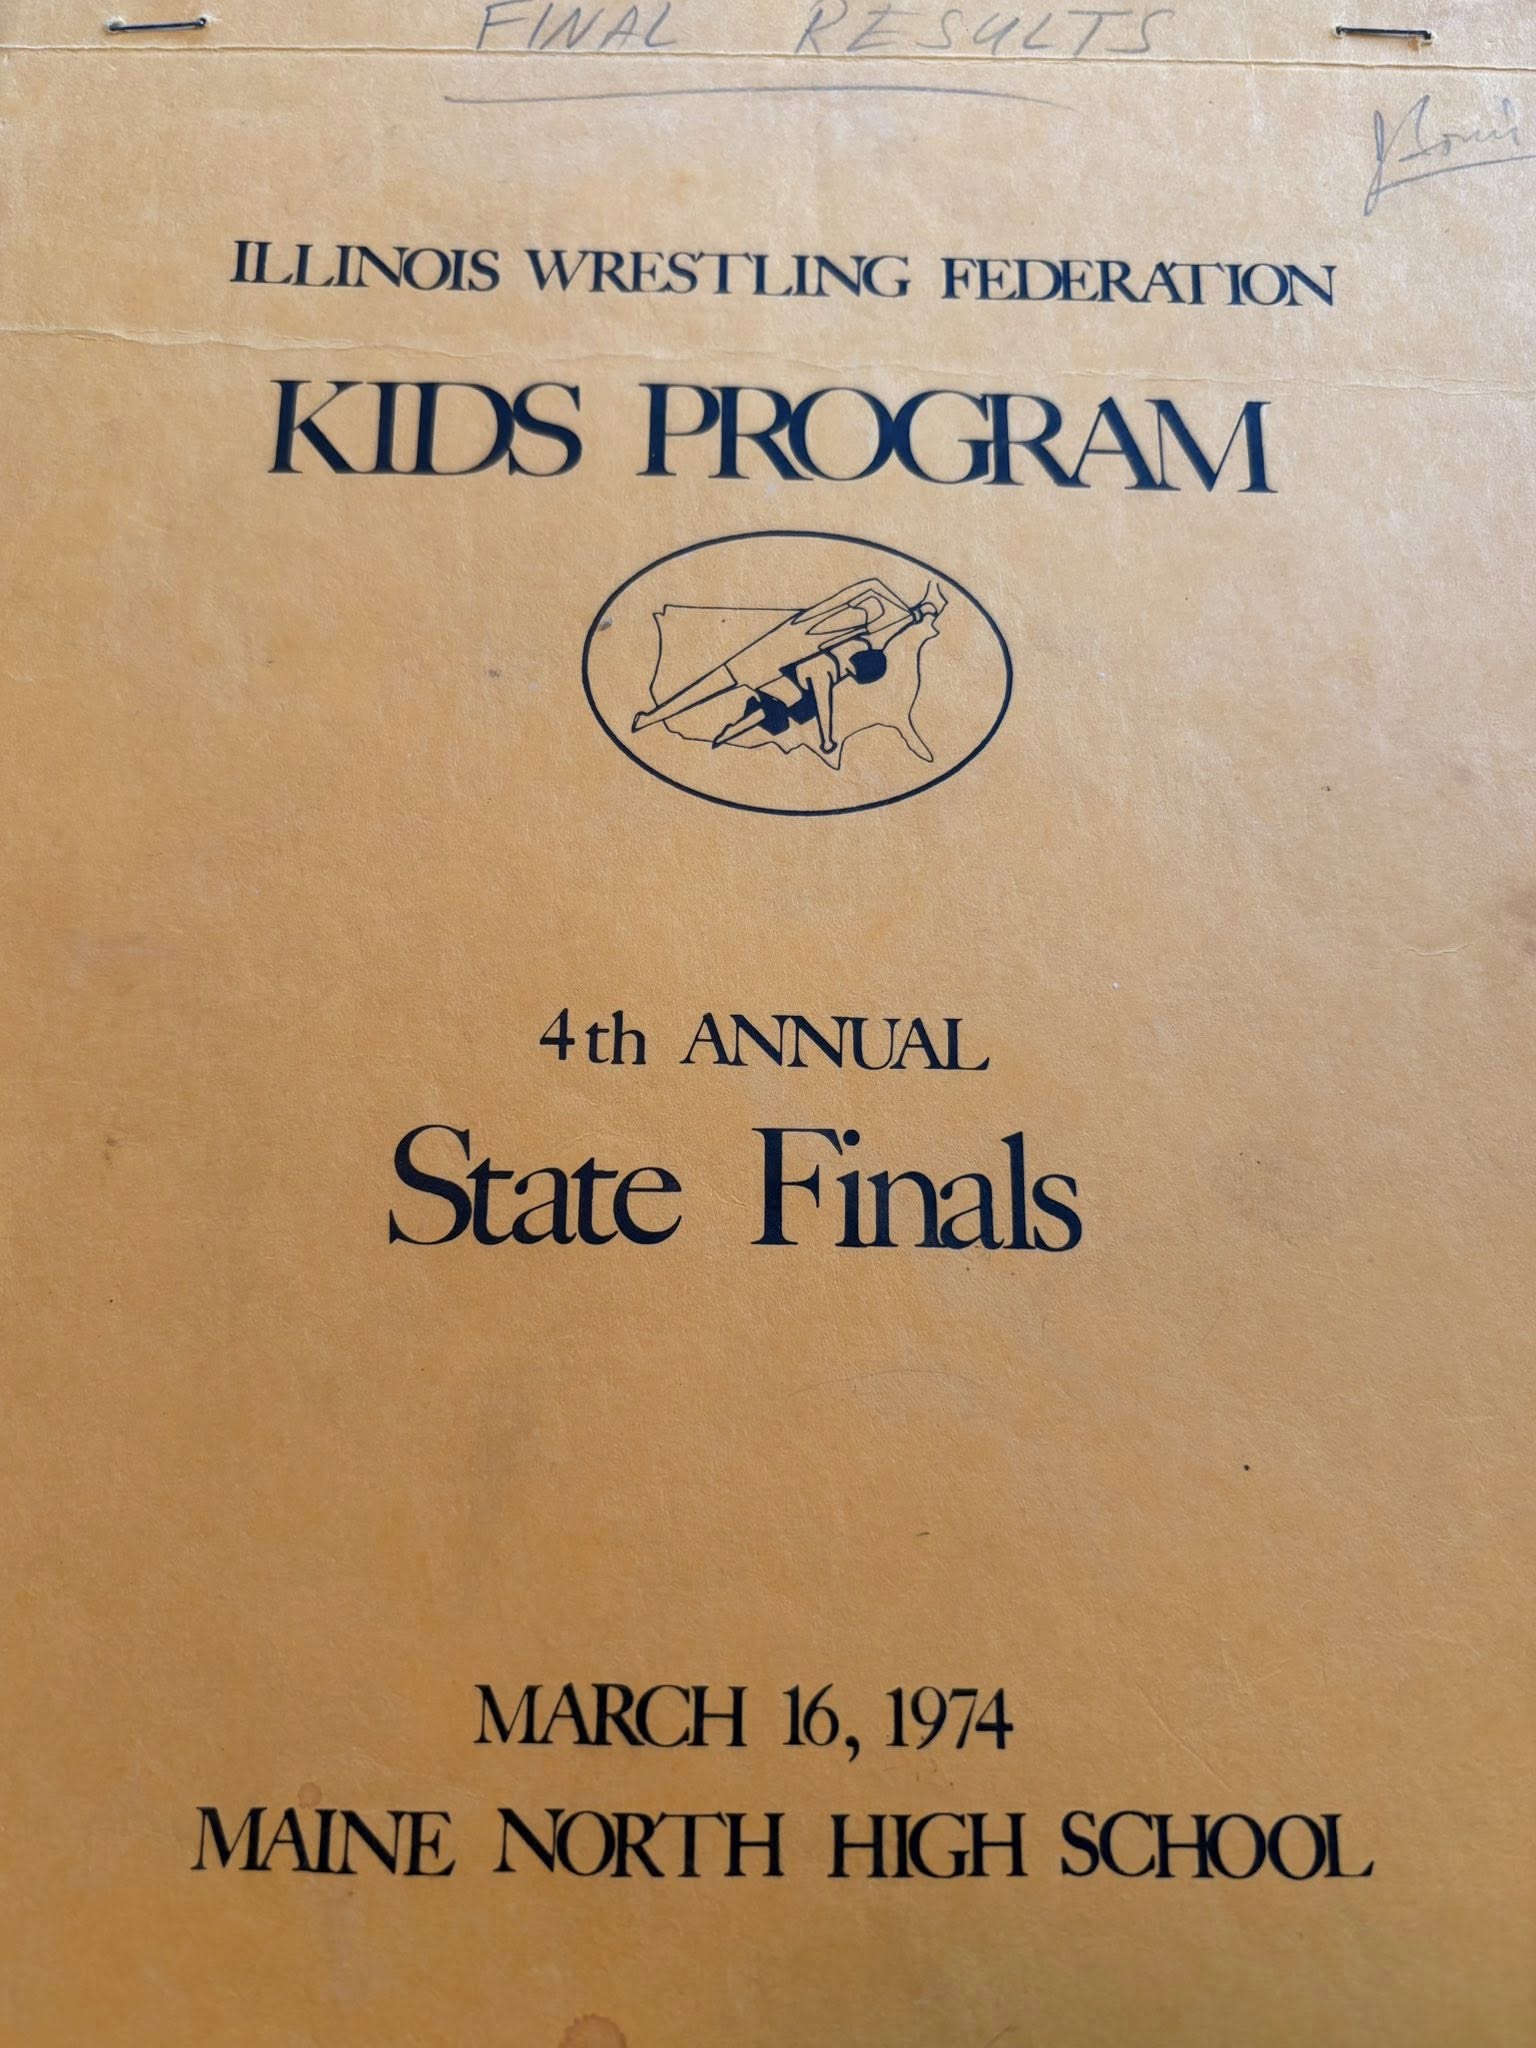 FINAL RESULTS
ILLINOIS WRESTLING FEDERATION
KIDS PROGRAM
4th ANNUAL
State Finals
MARCH 16, 1974
MAINE NORTH HIGH SCHOOL